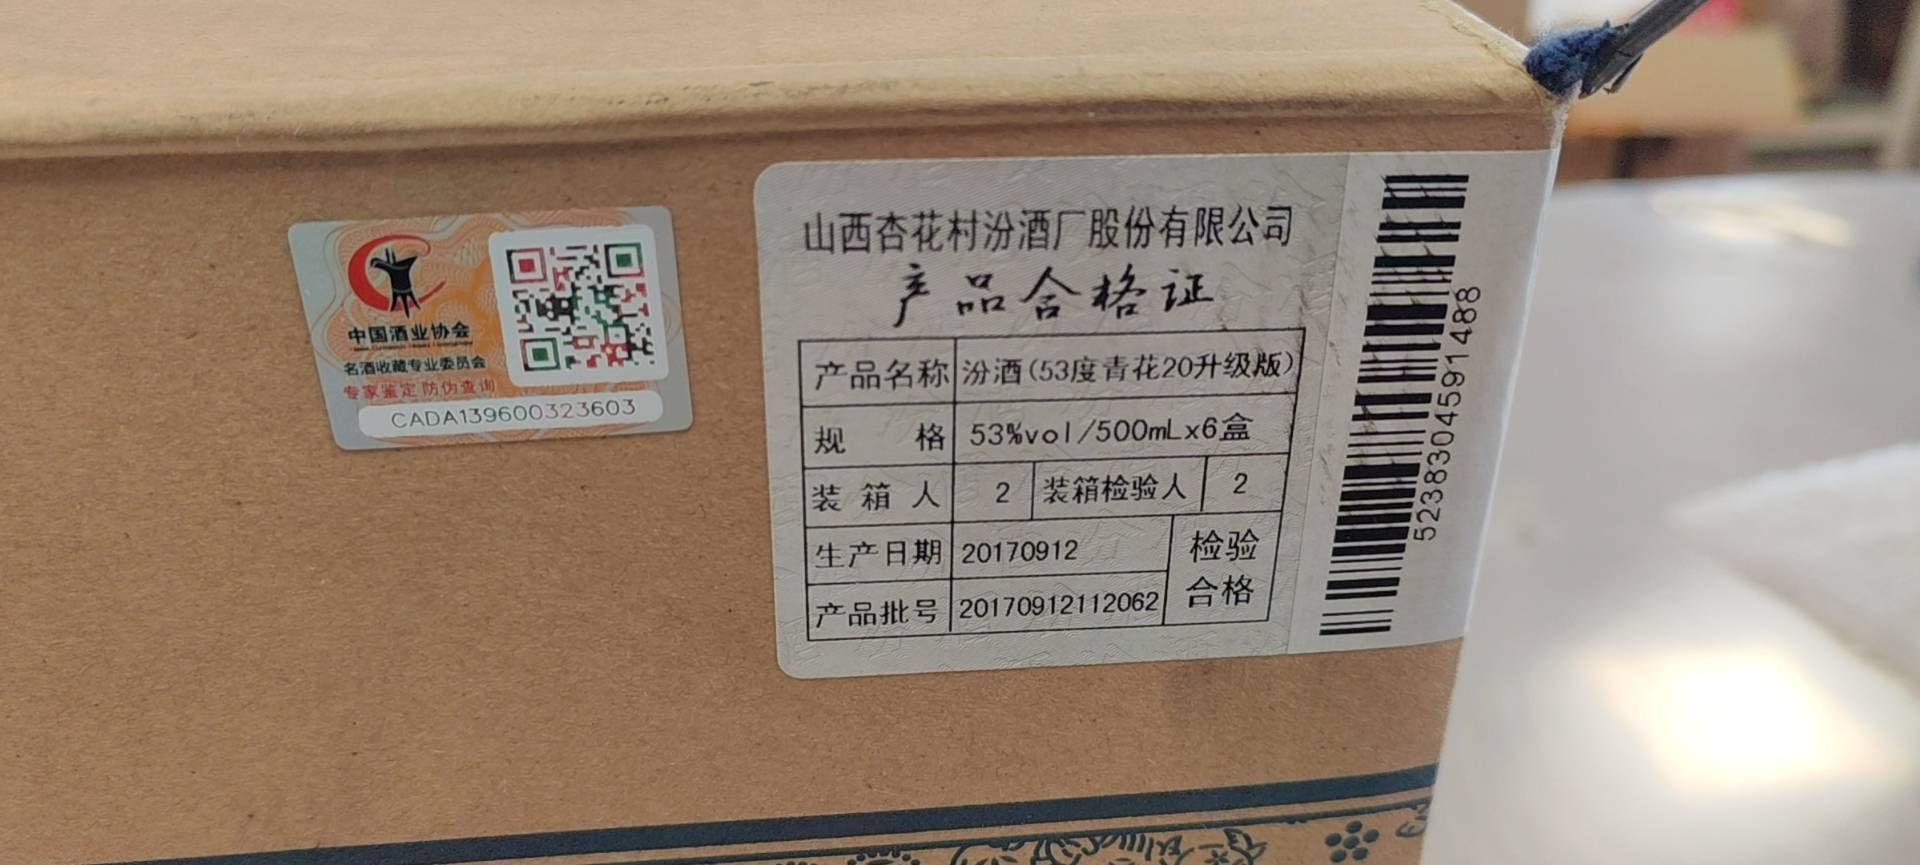 中国酒业协会
名酒收藏专业委员会
专家鉴定 防伪查询
CADA139600323603
山西杏花村汾酒厂股份有限公司
产品合格证
产品名称 汾酒(53度青花20升级版)
规 格 53%vol/500mLx6盒
装箱人 2 装箱检验人 2
生产日期 20170912 检验
产品批号 20170912112062 合格
5238304591488